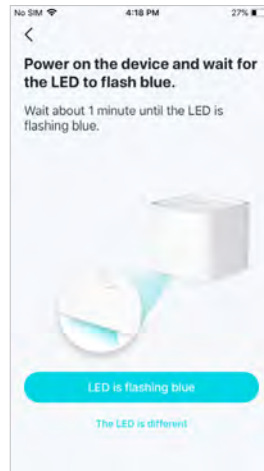 No SIM 4:18 PM 27%
Power on the device and wait for
the LED to flash blue.
Wait about 1 minute until the LED is
flashing blue.
LED is flashing blue
The LED is different